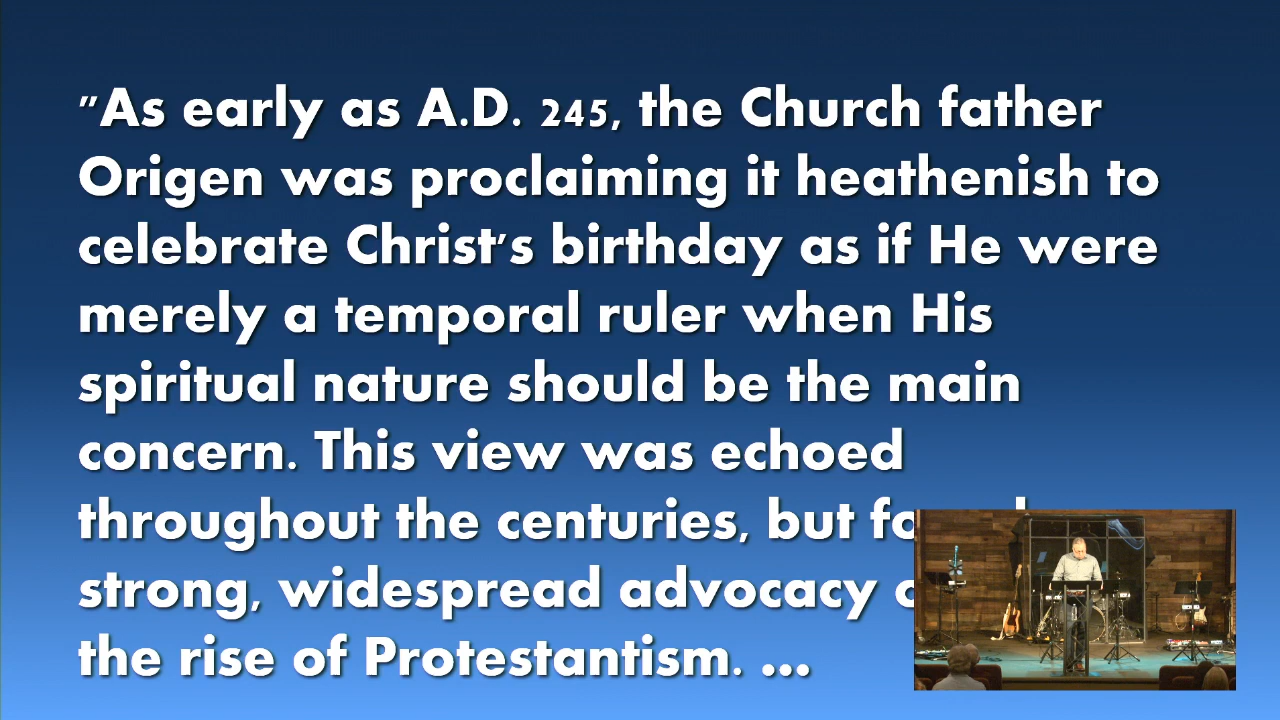 "As early as A.D. 245, the Church father
Origen was proclaiming it heathenish to
celebrate Christ's birthday as if He were
merely a temporal ruler when His
spiritual nature should be the main
concern. This view was echoed
throughout the centuries, but
strong, widespread advocacy
the rise of Protestantism. ...